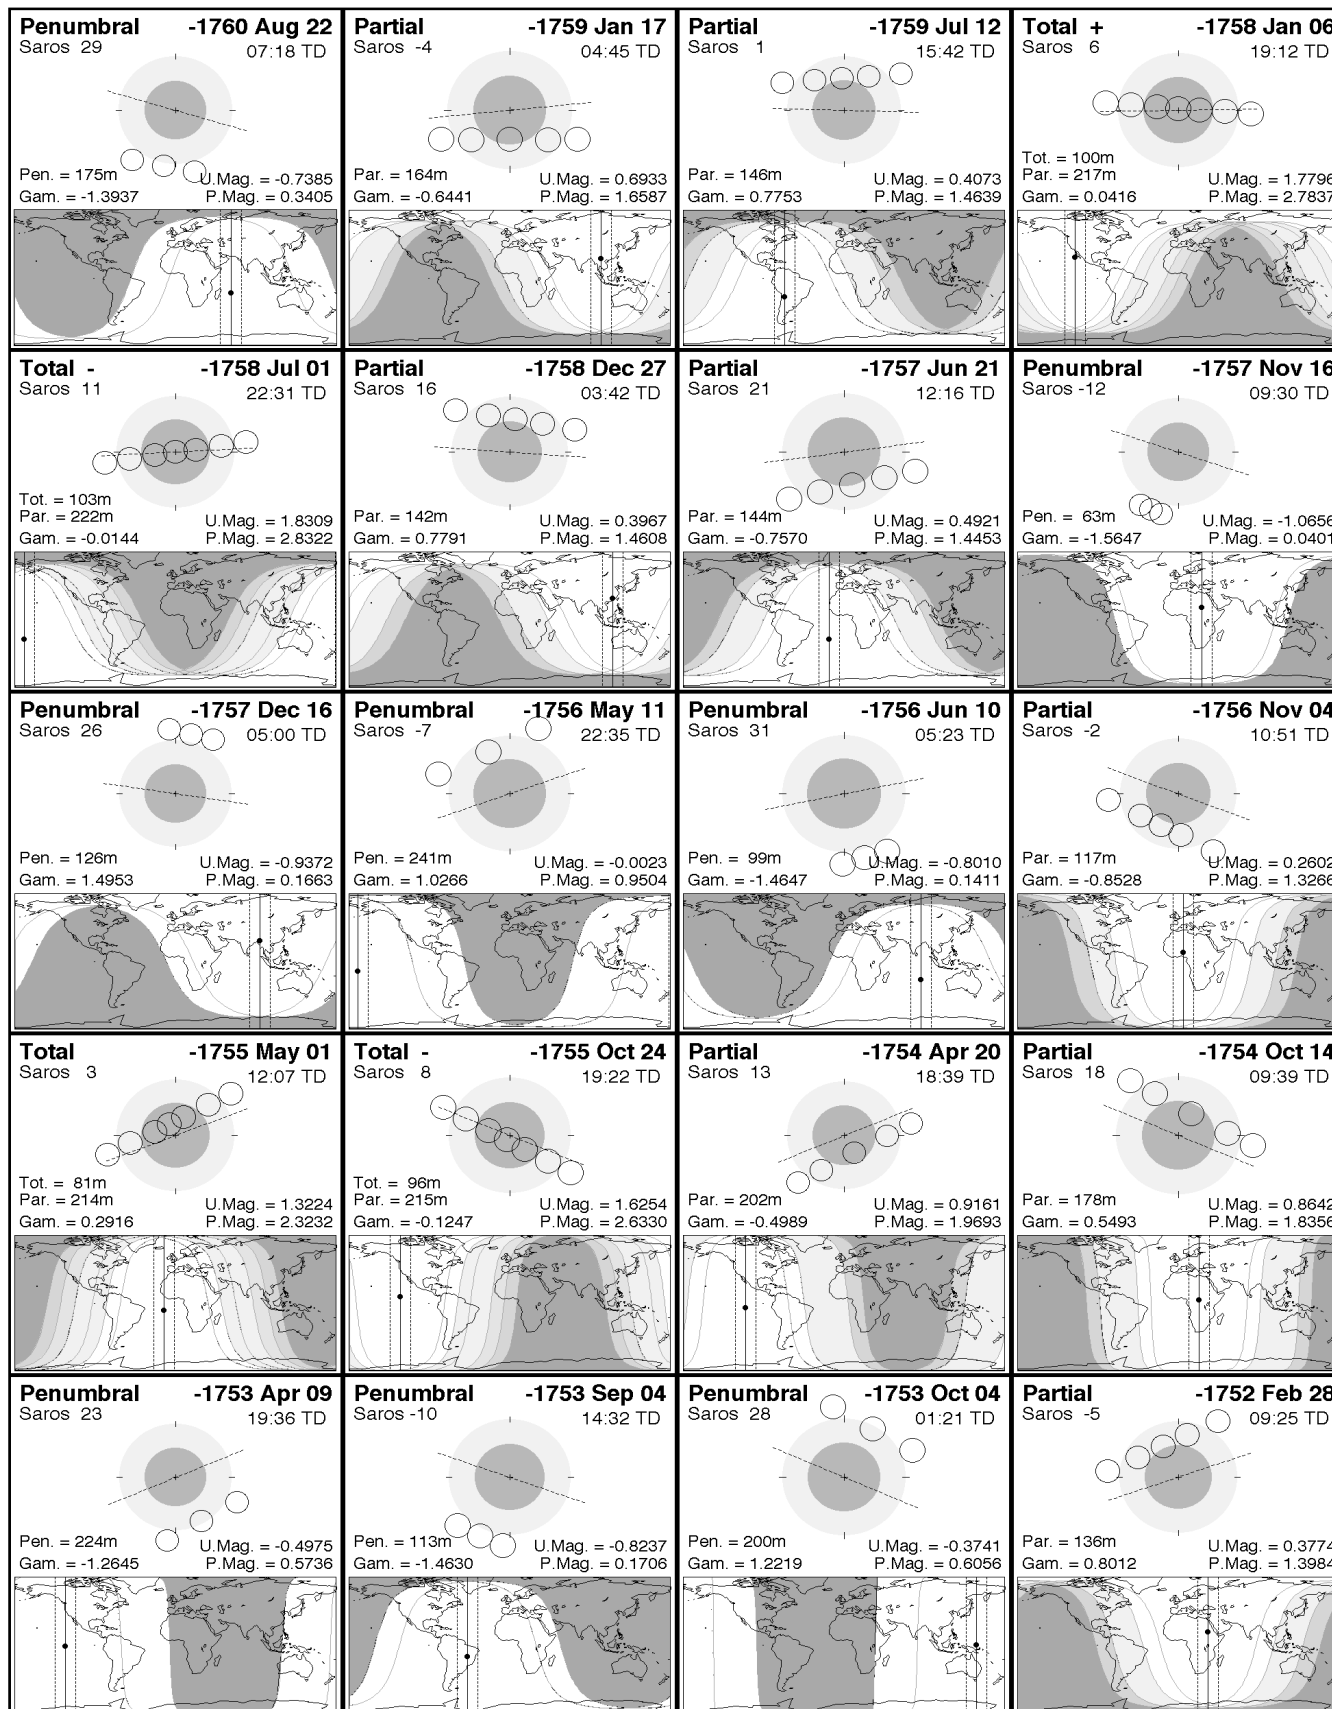 Penumbral -1760 Aug 22
Saros 29 07:18 TD
Pen. = 175m U.Mag. = -0.7385
Gam. = -1.3937 P.Mag. = 0.3405
Partial -1759 Jan 17
Saros -4 04:45 TD
Par. = 164m U.Mag. = 0.6933
Gam. = -0.6441 P.Mag. = 1.6587
Partial -1759 Jul 12
Saros 1 15:42 TD
Par. = 146m U.Mag. = 0.4073
Gam. = 0.7753 P.Mag. = 1.4639
Total + -1758 Jan 06
Saros 6 19:12 TD
Tot. = 100m
Par. = 217m U.Mag. = 1.7796
Gam. = 0.0416 P.Mag. = 2.7837
Total - -1758 Jul 01
Saros 11 22:31 TD
Tot. = 103m
Par. = 222m U.Mag. = 1.8309
Gam. = -0.0144 P.Mag. = 2.8322
Partial -1758 Dec 27
Saros 16 03:42 TD
Par. = 142m U.Mag. = 0.3967
Gam. = 0.7791 P.Mag. = 1.4608
Partial -1757 Jun 21
Saros 21 12:16 TD
Par. = 144m U.Mag. = 0.4921
Gam. = -0.7570 P.Mag. = 1.4453
Penumbral -1757 Nov 16
Saros -12 09:30 TD
Pen. = 63m U.Mag. = -1.0656
Gam. = -1.5647 P.Mag. = 0.0401
Penumbral -1757 Dec 16
Saros 26 05:00 TD
Pen. = 126m U.Mag. = -0.9372
Gam. = 1.4953 P.Mag. = 0.1663
Penumbral -1756 May 11
Saros -7 22:35 TD
Pen. = 241m U.Mag. = -0.0023
Gam. = 1.0266 P.Mag. = 0.9504
Penumbral -1756 Jun 10
Saros 31 05:23 TD
Pen. = 99m U.Mag. = -0.8010
Gam. = -1.4647 P.Mag. = 0.1411
Partial -1756 Nov 04
Saros -2 10:51 TD
Par. = 117m U.Mag. = 0.2602
Gam. = -0.8528 P.Mag. = 1.3266
Total -1755 May 01
Saros 3 12:07 TD
Tot. = 81m
Par. = 214m U.Mag. = 1.3224
Gam. = 0.2916 P.Mag. = 2.3232
Total - -1755 Oct 24
Saros 8 19:22 TD
Tot. = 96m
Par. = 215m U.Mag. = 1.6254
Gam. = -0.1247 P.Mag. = 2.6330
Partial -1754 Apr 20
Saros 13 18:39 TD
Par. = 202m U.Mag. = 0.9161
Gam. = -0.4989 P.Mag. = 1.9693
Partial -1754 Oct 14
Saros 18 09:39 TD
Par. = 178m U.Mag. = 0.8642
Gam. = 0.5493 P.Mag. = 1.8356
Penumbral -1753 Apr 09
Saros 23 19:36 TD
Pen. = 224m U.Mag. = -0.4975
Gam. = -1.2645 P.Mag. = 0.5736
Penumbral -1753 Sep 04
Saros -10 14:32 TD
Pen. = 113m U.Mag. = -0.8237
Gam. = -1.4630 P.Mag. = 0.1706
Penumbral -1753 Oct 04
Saros 28 01:21 TD
Pen. = 200m U.Mag. = -0.3741
Gam. = 1.2219 P.Mag. = 0.6056
Partial -1752 Feb 28
Saros -5 09:25 TD
Par. = 136m U.Mag. = 0.3774
Gam. = 0.8012 P.Mag. = 1.3984